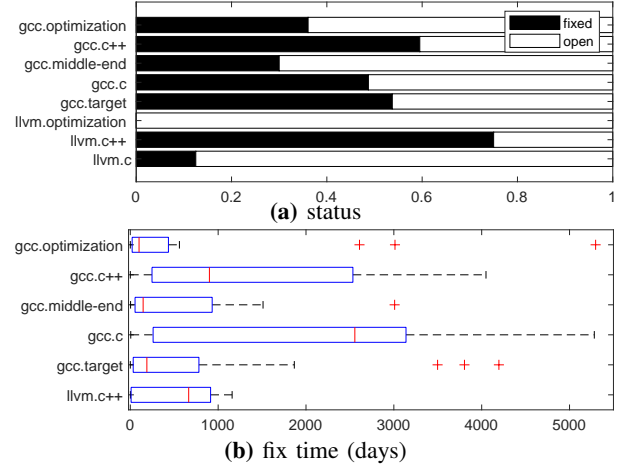 gcc.optimization
fixed
gcc.c++
open
gcc.middle-end
gcc.c
gcc.target
llvm.optimization
llvm.c++
llvm.c
0 0.2 0.4 0.6 0.8 1
(a) status
gcc.optimization
gcc.c++
gcc.middle-end
gcc.c
gcc.target
llvm.c++
0 1000 2000 3000 4000 5000
(b) fix time (days)